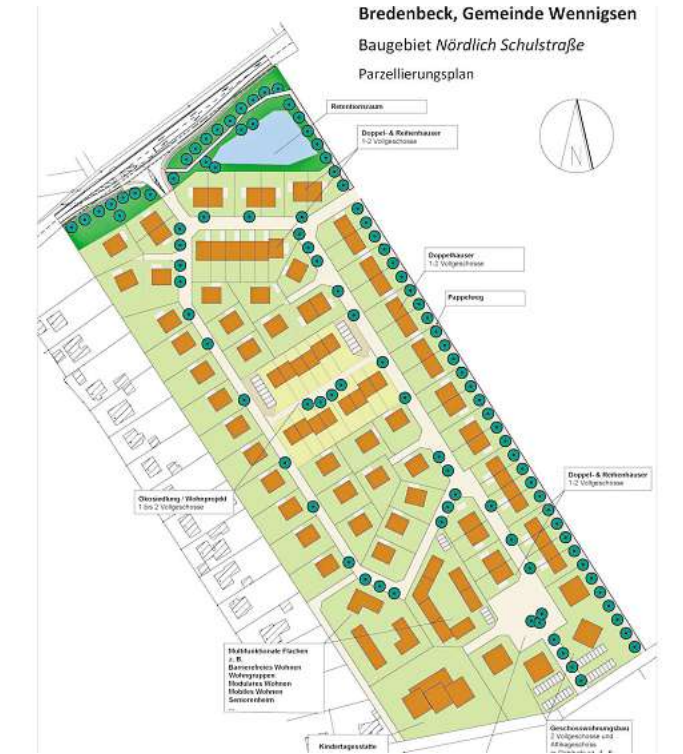 Bredenbeck, Gemeinde Wennigsen
Baugebiet Nördlich Schulstraße
Parzellierungsplan
Retentionsraum
Doppel- & Reihenhäuser
1-2 Vollgeschosse
N
Doppelhäuser
1-2 Vollgeschosse
Pappelweg
Doppel- & Reihenhäuser
1-2 Vollgeschosse
Ökosiedlung / Wohnprojekt
1 bis 2 Vollgeschosse
Multifunktionale Flächen
z. B.
Barrierefreies Wohnen
Wohngruppen
Modulares Wohnen
Mobiles Wohnen
Seniorenheim
...
Kindertagesstätte
Geschosswohnungsbau
2 Vollgeschosse und
Attikageschoss